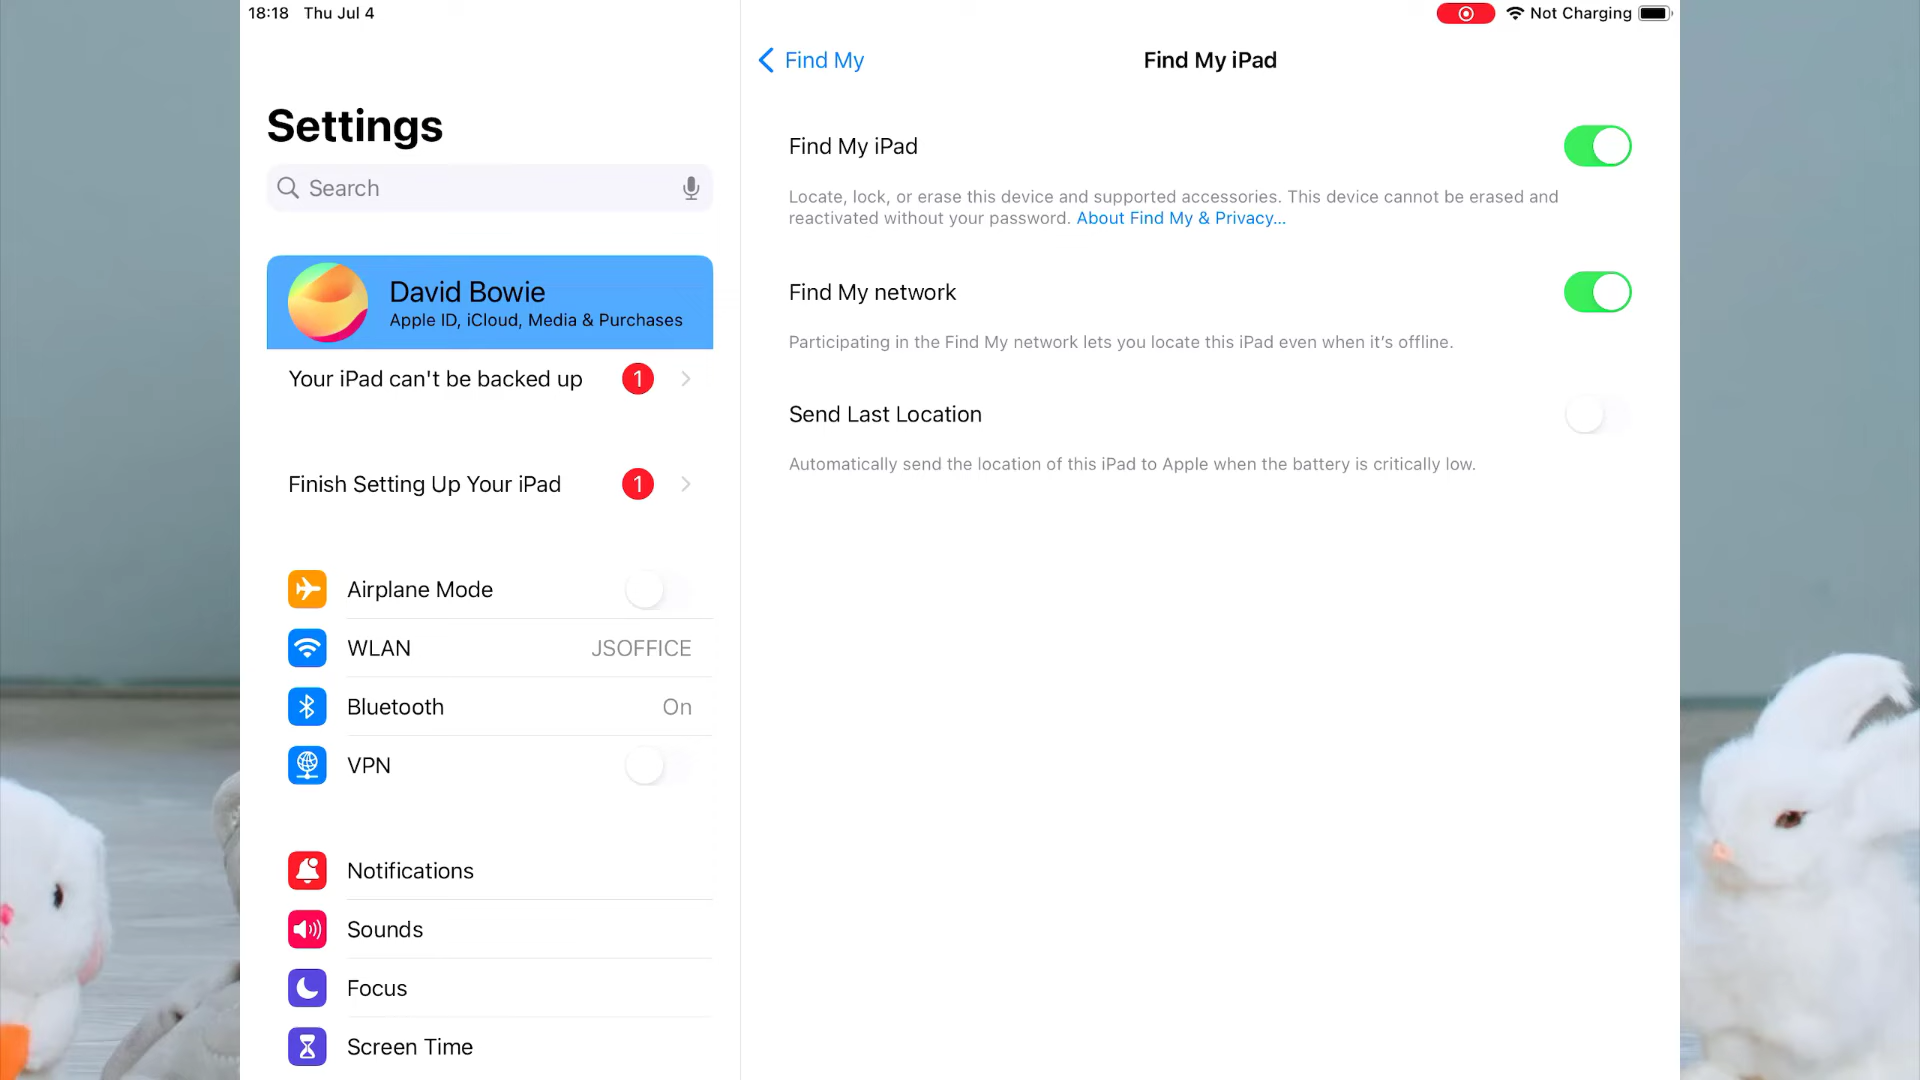 18:18 Thu Jul 4
Not Charging
Settings
Search
David Bowie
Apple ID, iCloud, Media & Purchases
Your iPad can't be backed up 1
Finish Setting Up Your iPad 1
Airplane Mode
WLAN JSOFFICE
Bluetooth On
VPN
Notifications
Sounds
Focus
Screen Time
Find My
Find My iPad
Find My iPad
Locate, lock, or erase this device and supported accessories. This device cannot be erased and
reactivated without your password. About Find My & Privacy...
Find My network
Participating in the Find My network lets you locate this iPad even when it’s offline.
Send Last Location
Automatically send the location of this iPad to Apple when the battery is critically low.